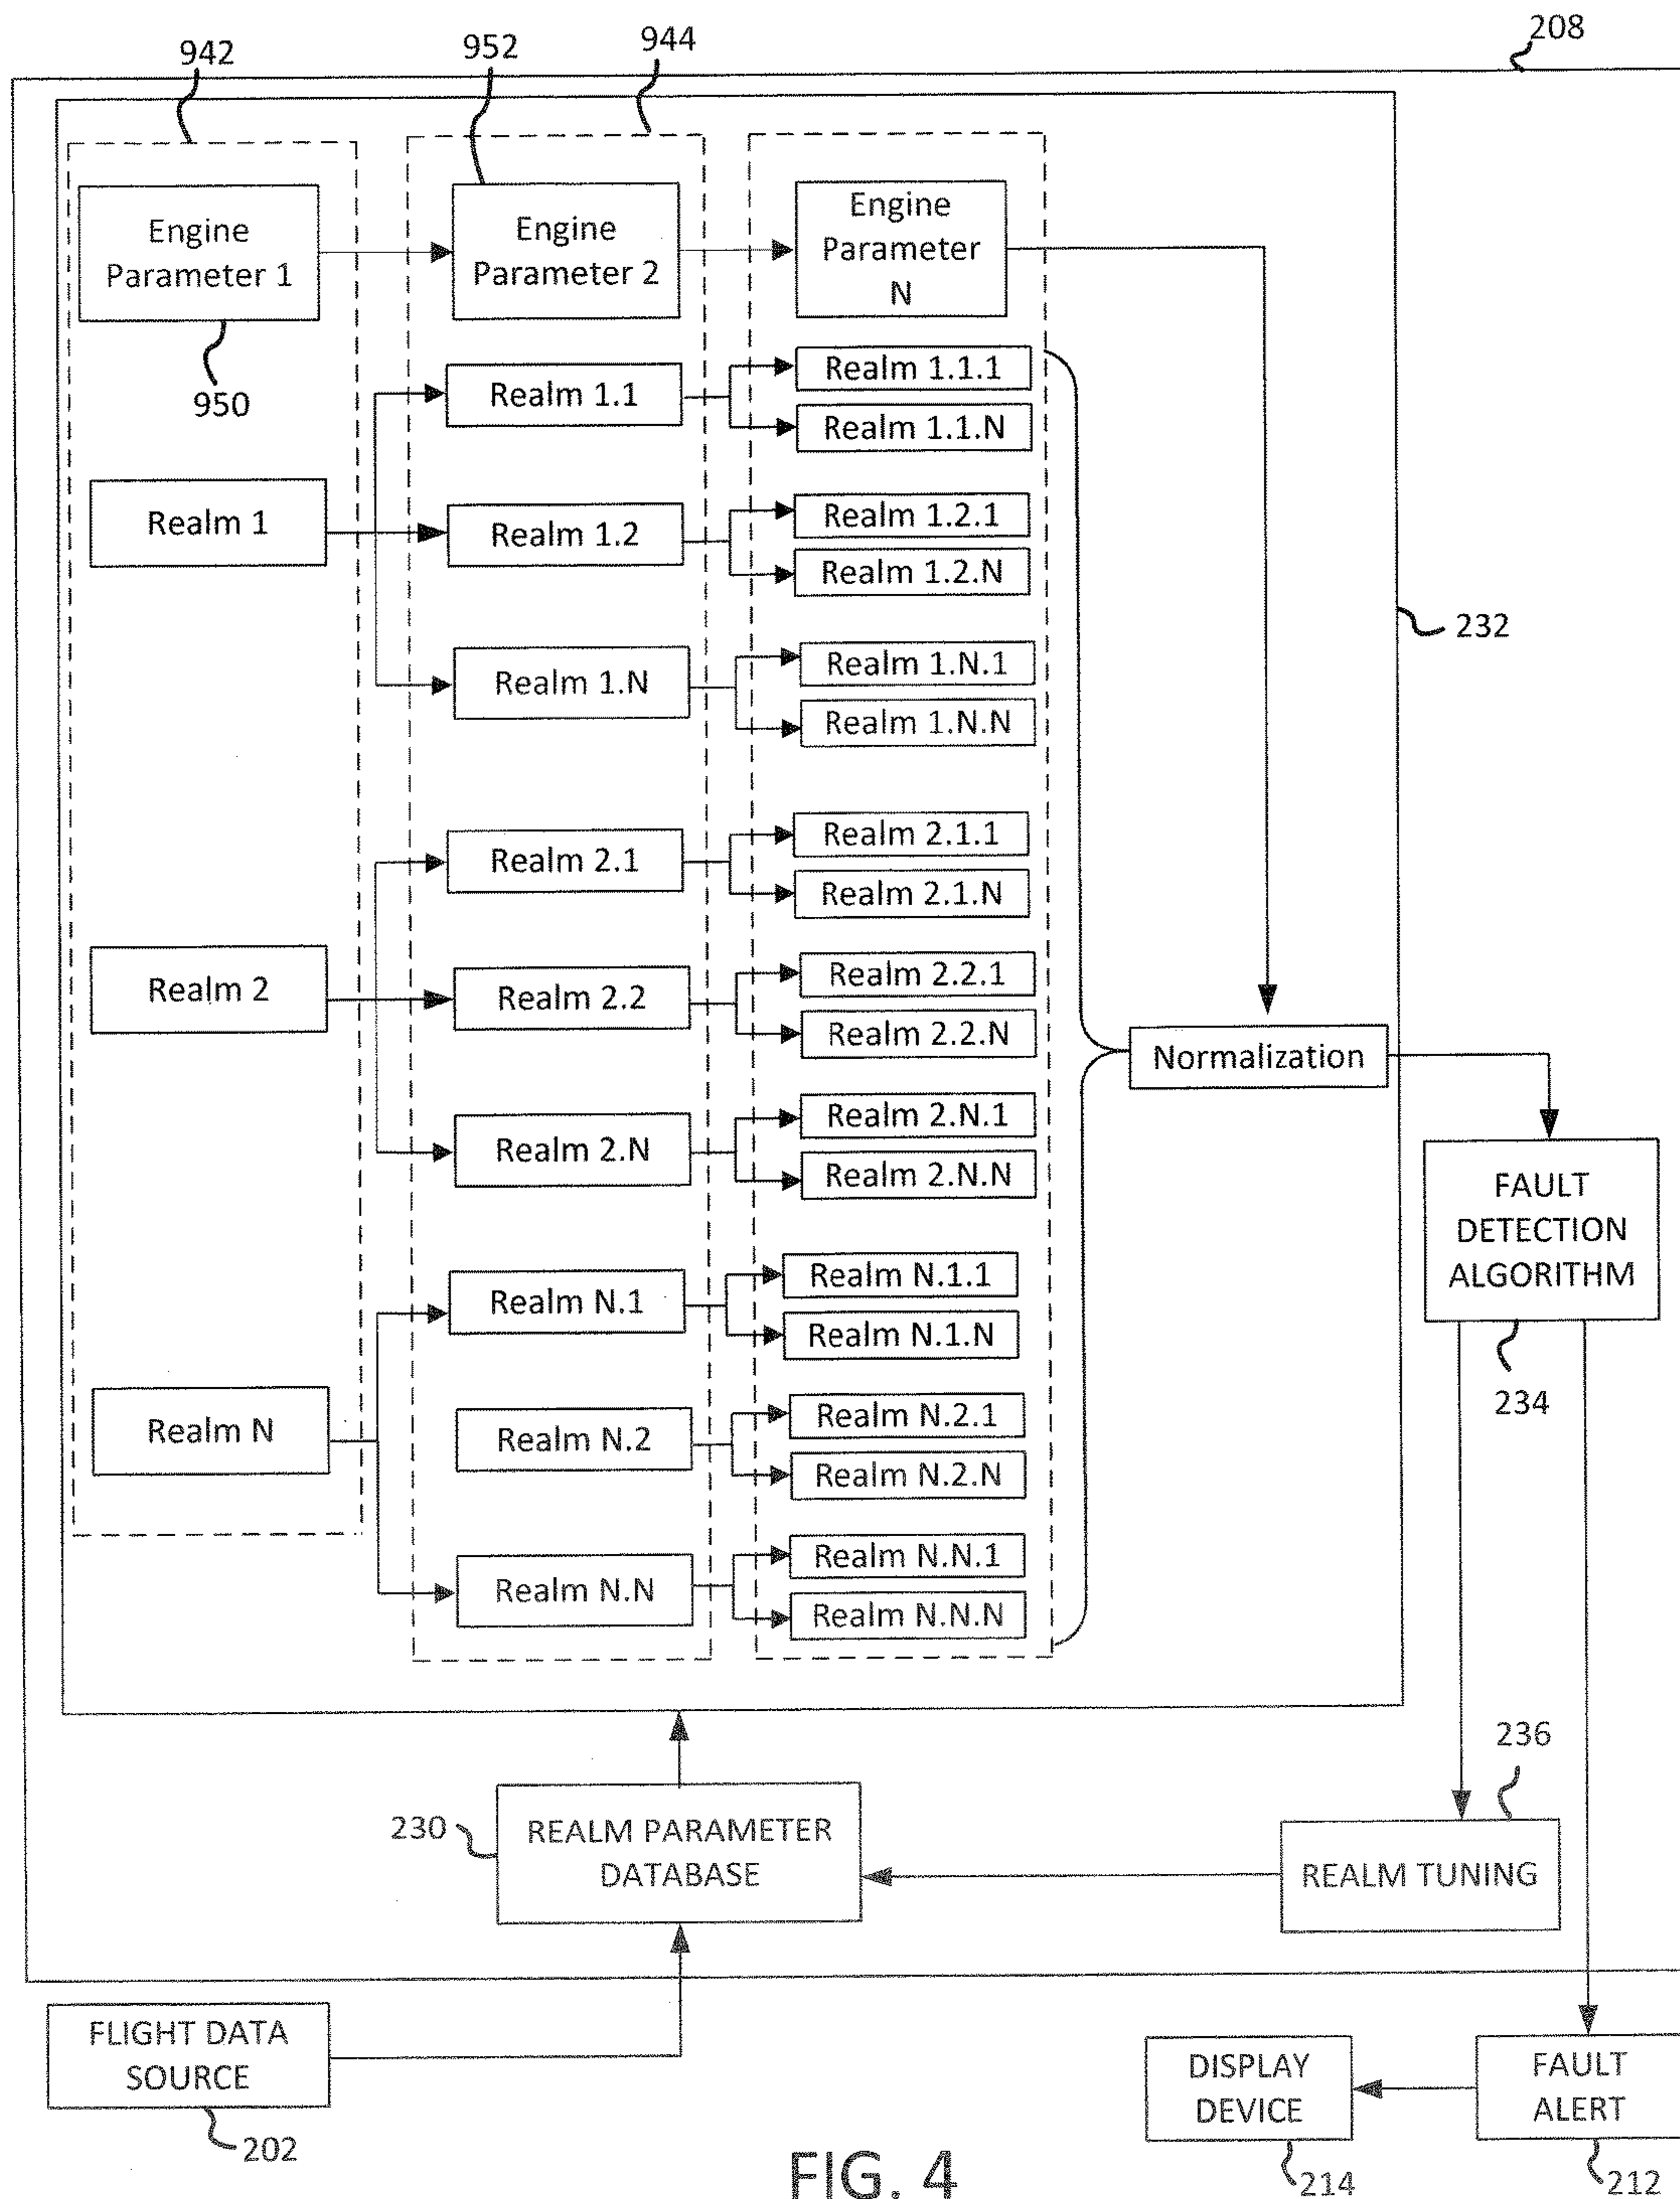 208
942
952
944
Engine
Parameter 1
Engine
Parameter 2
Engine
Parameter
N
950
Realm 1
Realm 1.1
Realm 1.1.1
Realm 1.1.N
Realm 1.2
Realm 1.2.1
Realm 1.2.N
Realm 1.N
Realm 1.N.1
Realm 1.N.N
232
Realm 2
Realm 2.1
Realm 2.1.1
Realm 2.1.N
Realm 2.2
Realm 2.2.1
Realm 2.2.N
Realm 2.N
Realm 2.N.1
Realm 2.N.N
Normalization
Realm N
Realm N.1
Realm N.1.1
Realm N.1.N
Realm N.2
Realm N.2.1
Realm N.2.N
Realm N.N
Realm N.N.1
Realm N.N.N
FAULT
DETECTION
ALGORITHM
234
236
230
REALM PARAMETER
DATABASE
REALM TUNING
FLIGHT DATA
SOURCE
202
DISPLAY
DEVICE
214
FAULT
ALERT
212
FIG. 4